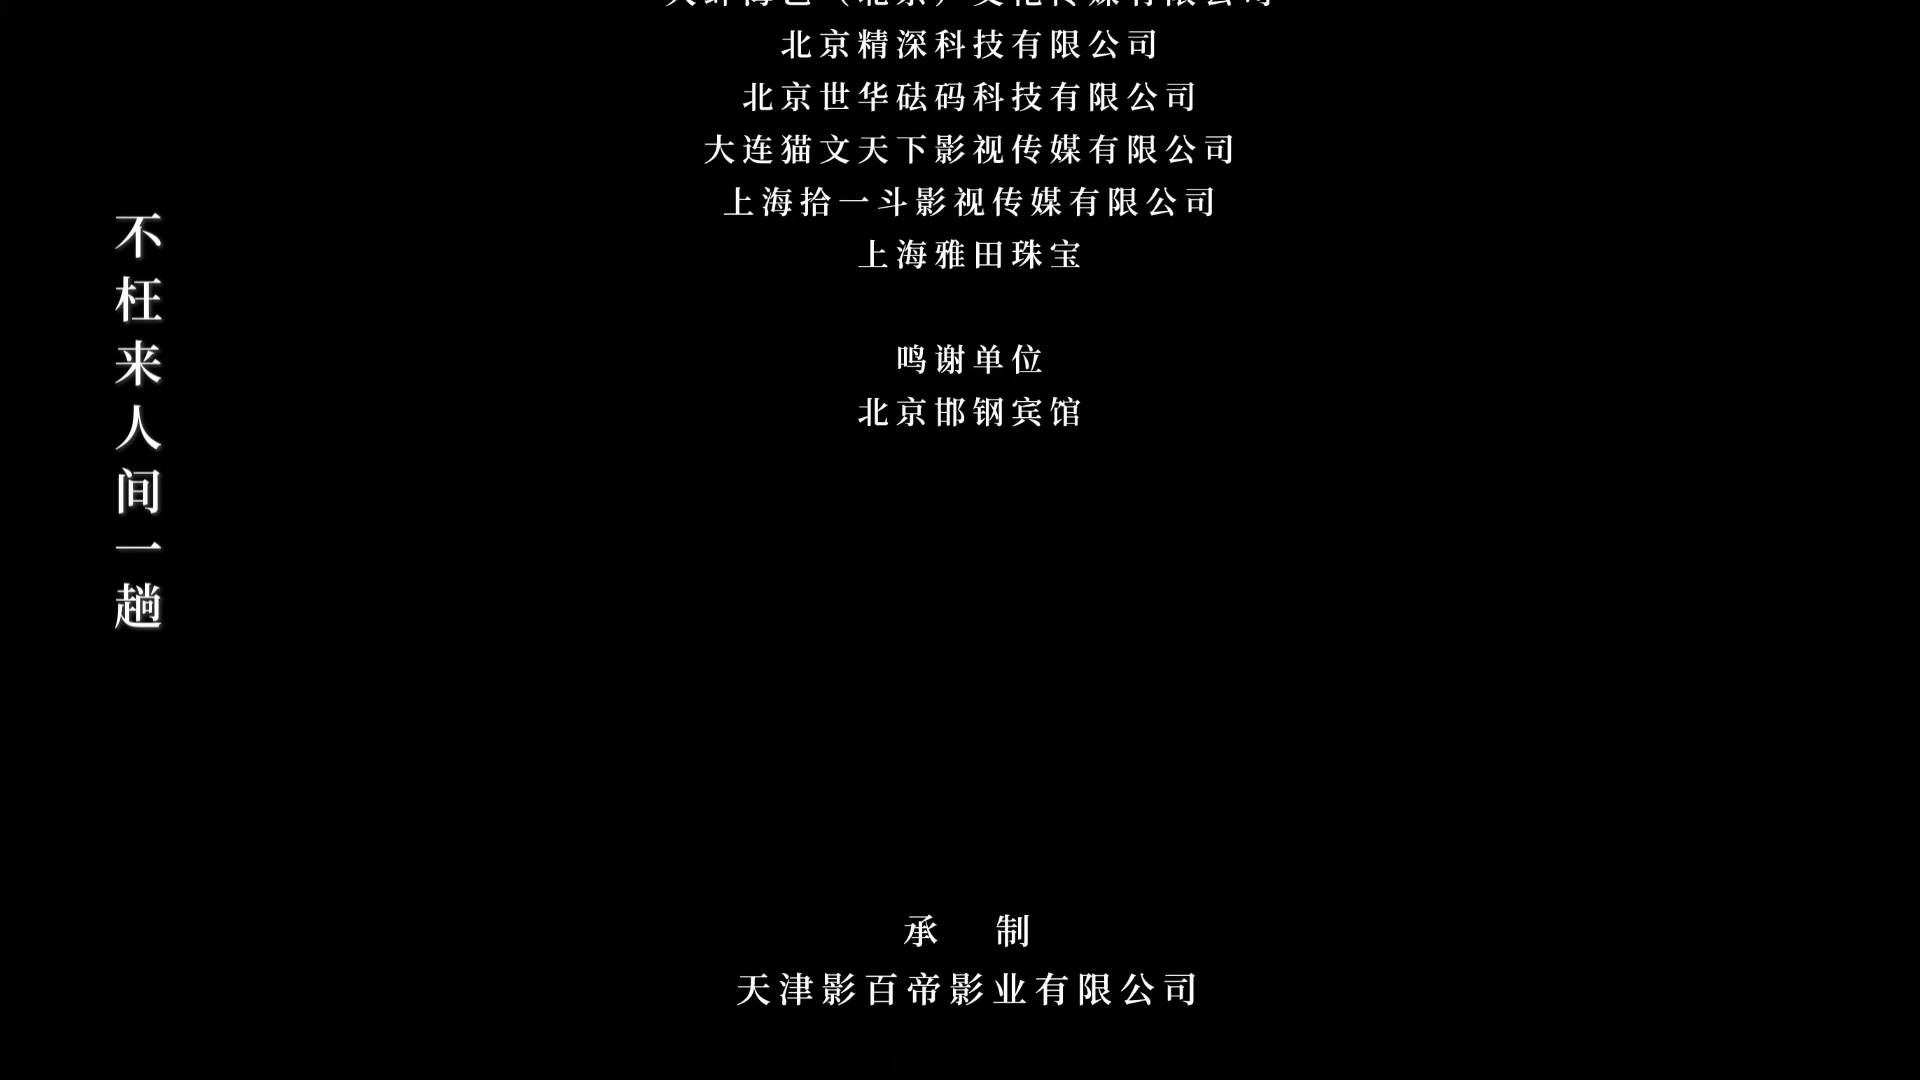 北京精深科技有限公司
北京世华砝码科技有限公司
大连猫文天下影视传媒有限公司
上海拾一斗影视传媒有限公司
上海雅田珠宝
鸣谢单位
北京邯钢宾馆
不枉来人间一趟
承 制
天津影百帝影业有限公司